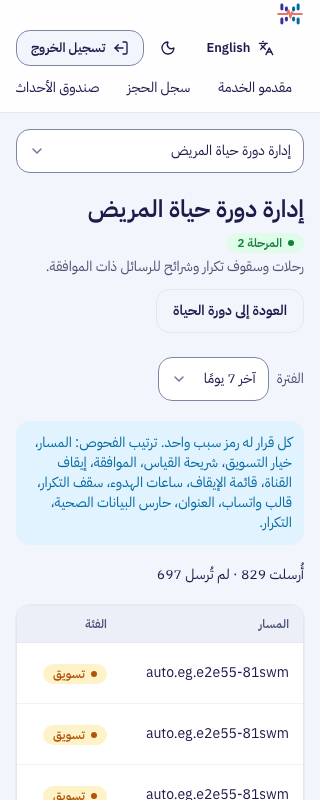 English
تسجيل الخروج
مقدمو الخدمة
سجل الحجز
صندوق الأحداث
إدارة دورة حياة المريض
إدارة دورة حياة المريض
المرحلة 2
رحلات وسقوف تكرار وشرائح للرسائل ذات الموافقة.
العودة إلى دورة الحياة
الفترة
آخر 7 يومًا
كل قرار له رمز سبب واحد. ترتيب الفحوص: المسار،
خيار التسويق، شريحة القياس، الموافقة، إيقاف
القناة، قائمة الإيقاف، ساعات الهدوء، سقف التكرار،
قالب واتساب، العنوان، حارس البيانات الصحية،
التكرار.
أُرسلت 829 · لم تُرسل 697
المسار
الفئة
auto.eg.e2e55-81swm
تسويق
auto.eg.e2e55-81swm
تسويق
auto.eg.e2e55-81swm
تسويق